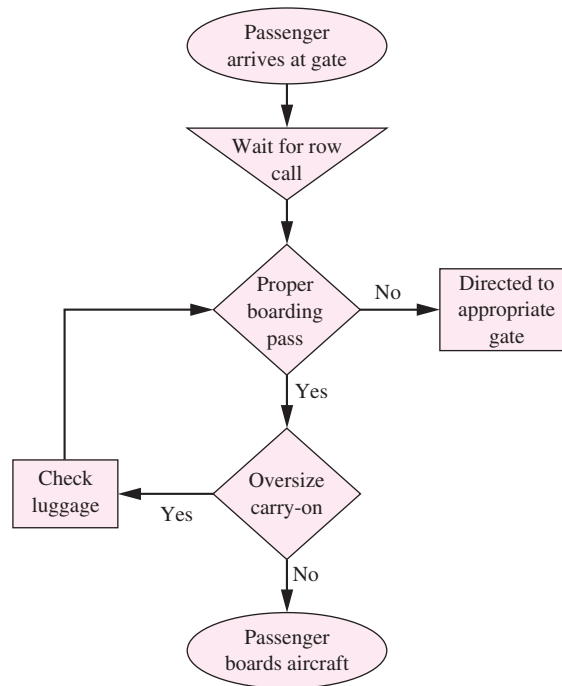 Passenger
arrives at gate
Wait for row
call
Proper
boarding
pass
No
Directed to
appropriate
gate
Yes
Oversize
carry-on
Yes
Check
luggage
No
Passenger
boards aircraft